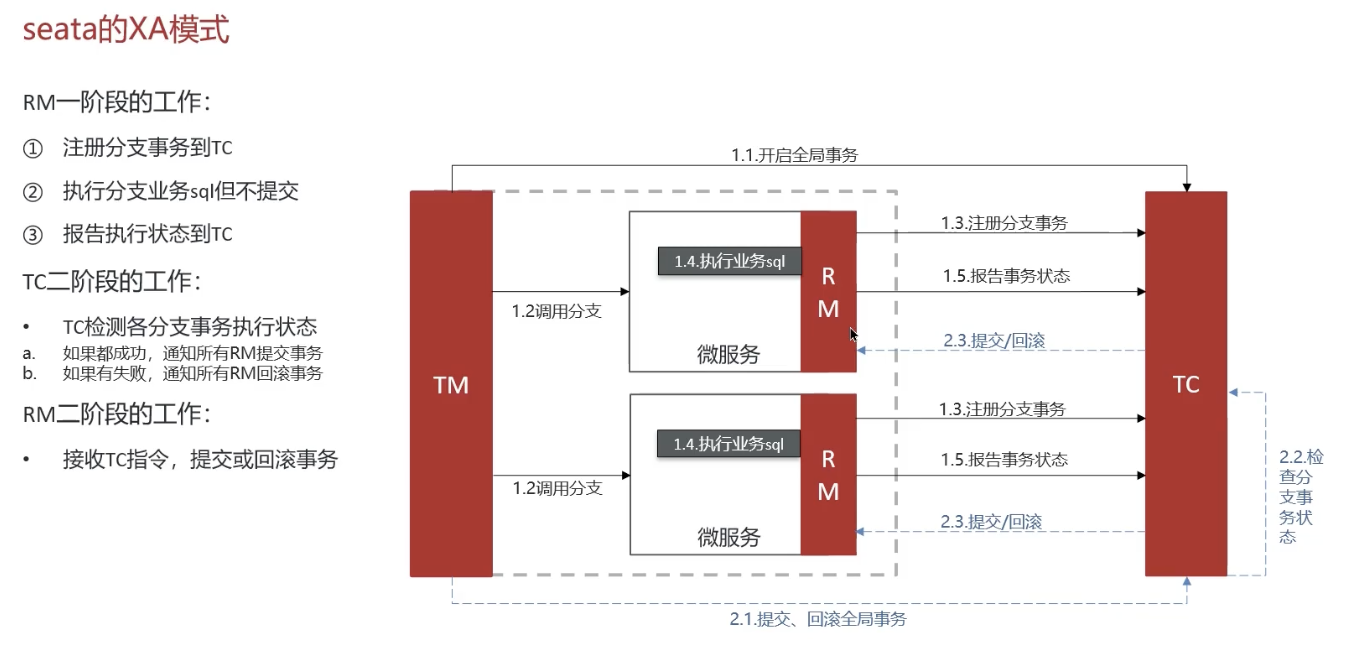 seata的XA模式
RM一阶段的工作：
① 注册分支事务到TC
② 执行分支业务sql但不提交
③ 报告执行状态到TC
TC二阶段的工作：
• TC检测各分支事务执行状态
a. 如果都成功，通知所有RM提交事务
b. 如果有失败，通知所有RM回滚事务
RM二阶段的工作：
• 接收TC指令，提交或回滚事务
1.1.开启全局事务
TM
1.2调用分支
1.4.执行业务sql
微服务
R
M
1.3.注册分支事务
1.5.报告事务状态
2.3.提交/回滚
1.2调用分支
1.4.执行业务sql
微服务
R
M
1.3.注册分支事务
1.5.报告事务状态
2.3.提交/回滚
TC
2.2.检
查分
支事
务状
态
2.1.提交、回滚全局事务